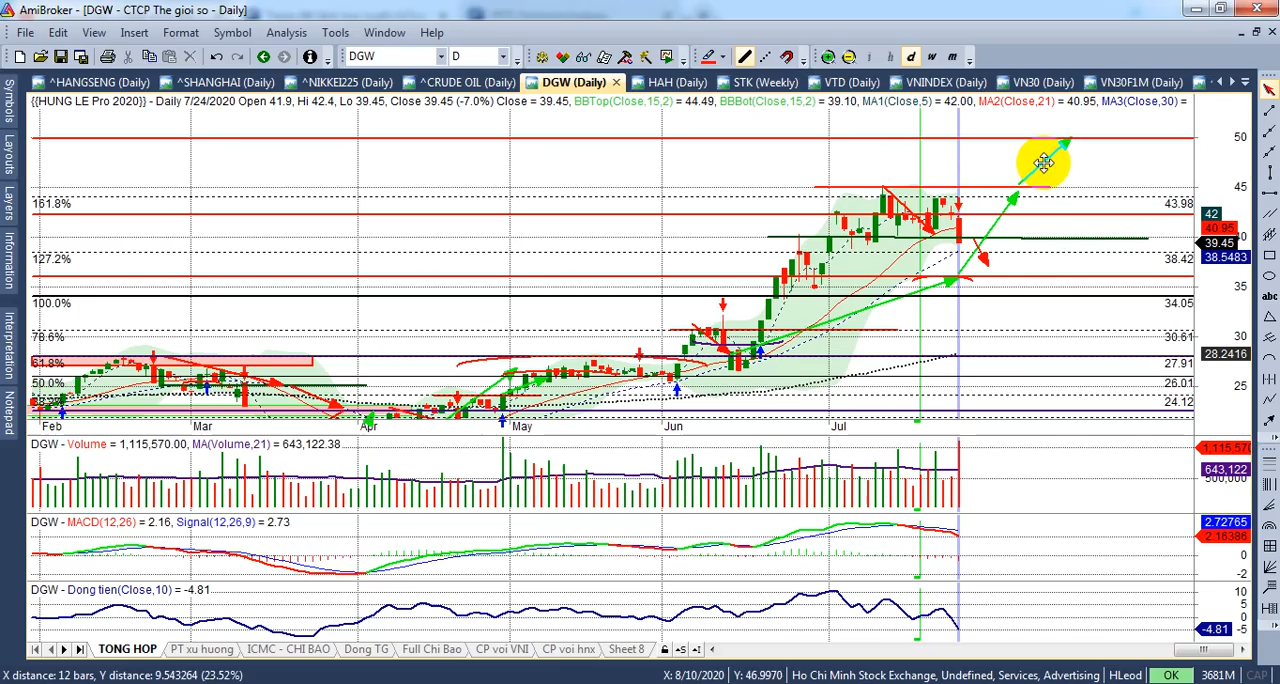 AmiBroker - [DGW - CTCP The gioi so - Daily]
File Edit View Insert Format Symbol Analysis Tools Window Help
DGW D i h d w m
^HANGSENG (Daily) ^SHANGHAI (Daily) ^NIKKEI225 (Daily) ^CRUDE OIL (Daily) DGW (Daily) HAH (Daily) STK (Weekly) VTD (Daily) VNINDEX (Daily) VN30 (Daily) VN30F1M (Daily)
{{HUNG LE Pro 2020}} - Daily 7/24/2020 Open 41.9, Hi 42.4, Lo 39.45, Close 39.45 (-7.0%) Close = 39.45, BBTop(Close,15,2) = 44.49, BBBot(Close,15,2) = 39.10, MA1(Close,5) = 42.00, MA2(Close,21) = 40.95, MA3(Close,30) =
Symbols
Layouts
Layers
Information
Interpretation
Notepad
abc
50
45
161.8% 43.98
42
40.95
40
39.45
127.2% 38.42
38.5483
35
100.0% 34.05
78.6% 30.61
30
61.8% 27.91
28.2416
50.0% 26.01
25
24.12
Feb Mar Apr May Jun Jul
DGW - Volume = 1,115,570.00, MA(Volume,21) = 643,122.38
1,115,570
643,122
500,000
DGW - MACD(12,26) = 2.16, Signal(12,26,9) = 2.73
2.72765
2.16386
0
-2
DGW - Dong tien(Close,10) = -4.81
10
5
0
-4.81 -5
TONG HOP PT xu hung ICMC - CHI BAO Dong TG Full Chi Bao CP voi VNI CP voi hnx Sheet 8
X distance: 12 bars, Y distance: 9.543264 (23.52%) X: 8/10/2020 Y: 46.9970 Ho Chi Minh Stock Exchange, Undefined, Services, Advertising HLeod OK 3681M CAP